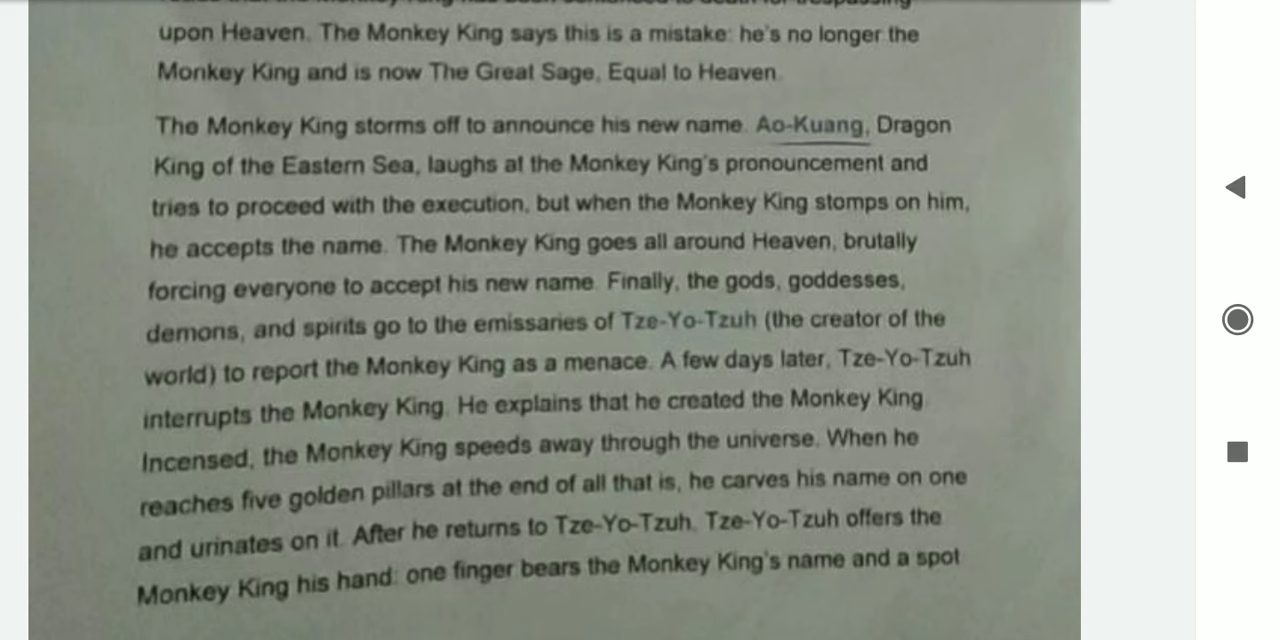 upon Heaven. The Monkey King says this is a mistake: he's no longer the
Monkey King and is now The Great Sage, Equal to Heaven.
The Monkey King storms off to announce his new name. Ao-Kuang, Dragon
King of the Eastern Sea, laughs at the Monkey King's pronouncement and
tries to proceed with the execution, but when the Monkey King stomps on him,
he accepts the name. The Monkey King goes all around Heaven, brutally
forcing everyone to accept his new name. Finally, the gods, goddesses,
demons, and spirits go to the emissaries of Tze-Yo-Tzuh (the creator of the
world) to report the Monkey King as a menace. A few days later, Tze-Yo-Tzuh
interrupts the Monkey King. He explains that he created the Monkey King.
Incensed, the Monkey King speeds away through the universe. When he
reaches five golden pillars at the end of all that is, he carves his name on one
and urinates on it. After he returns to Tze-Yo-Tzuh, Tze-Yo-Tzuh offers the
Monkey King his hand: one finger bears the Monkey King's name and a spot